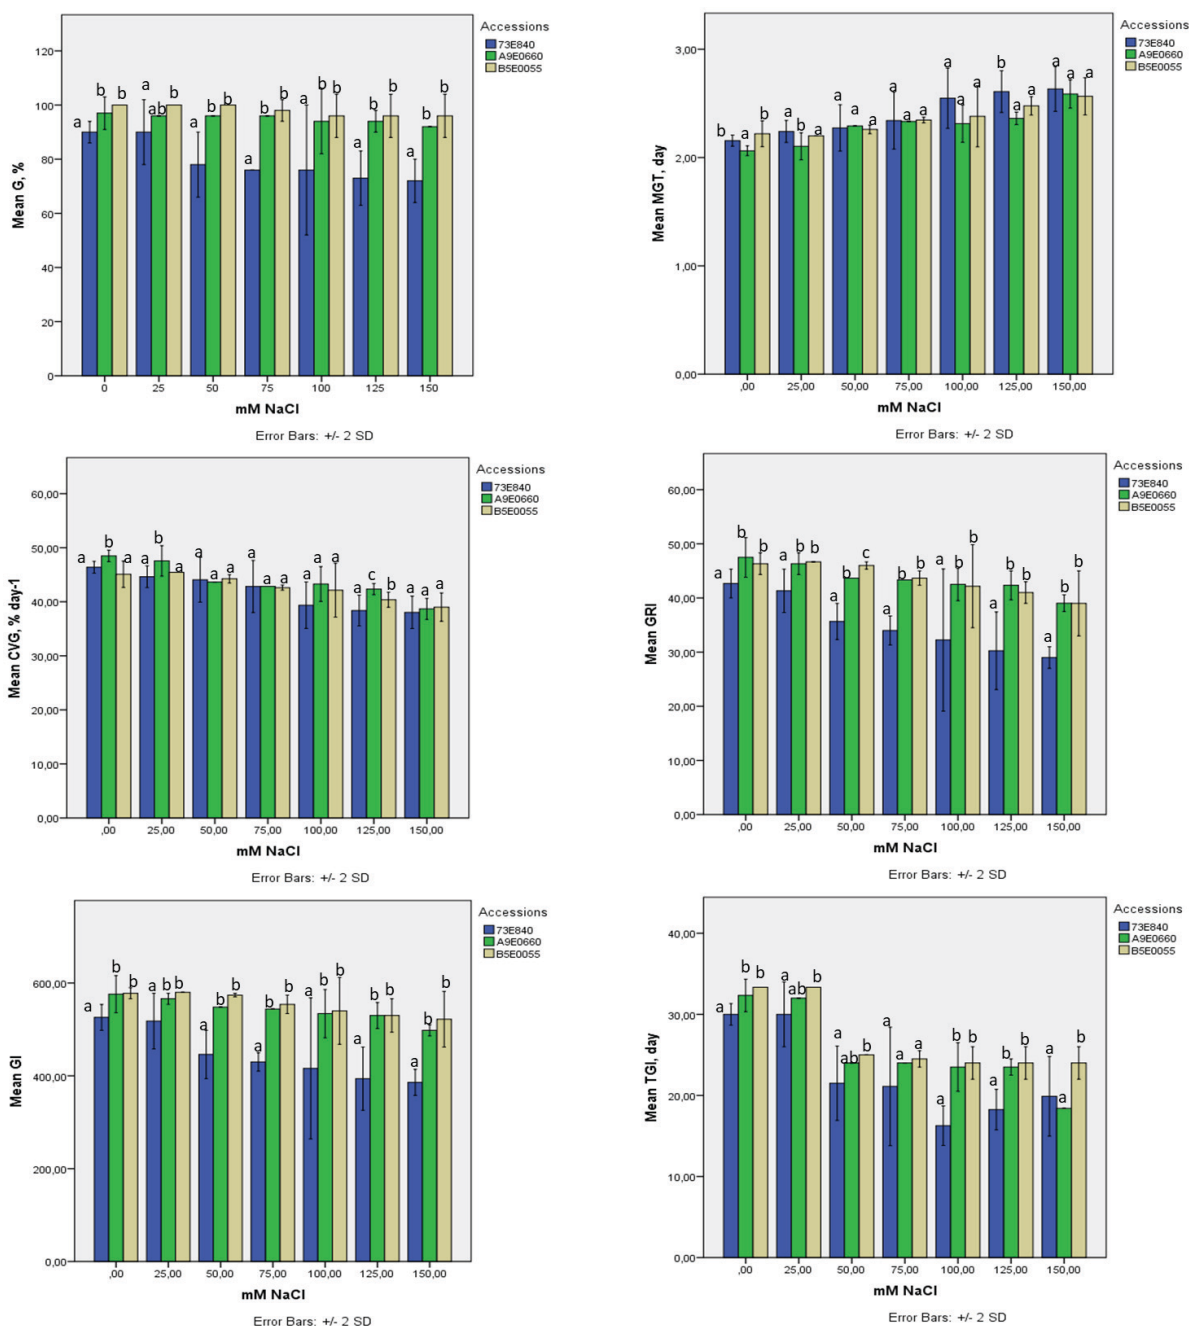 Accessions
73E840
A9E0660
B5E0055
120
100
80
60
40
20
0
Mean G, %
a b b a ab b a b b a b b a b b a b b a b b
0 25 50 75 100 125 150
mM NaCl
Error Bars: +/- 2 SD
Accessions
73E840
A9E0660
B5E0055
3,00
2,00
1,00
0,00
Mean MGT, day
b a b a b a a a a a a a a a a b a a a a a
,00 25,00 50,00 75,00 100,00 125,00 150,00
mM NaCl
Error Bars: +/- 2 SD
Accessions
73E840
A9E0660
B5E0055
60,00
50,00
40,00
30,00
20,00
10,00
0,00
Mean CVG, % day-1
a b a a b a a a a a a a a a a a c b a a a
,00 25,00 50,00 75,00 100,00 125,00 150,00
mM NaCl
Error Bars: +/- 2 SD
Accessions
73E840
A9E0660
B5E0055
60,00
50,00
40,00
30,00
20,00
10,00
0,00
Mean GRI
a b b a b b a b c a b b a b b a b b a b b
,00 25,00 50,00 75,00 100,00 125,00 150,00
mM NaCl
Error Bars: +/- 2 SD
Accessions
73E840
A9E0660
B5E0055
600,00
400,00
200,00
0,00
Mean GI
a b b a b b a b b a b b a b b a b b a b b
,00 25,00 50,00 75,00 100,00 125,00 150,00
mM NaCl
Error Bars: +/- 2 SD
Accessions
73E840
A9E0660
B5E0055
40,00
30,00
20,00
10,00
0,00
Mean TGI, day
a b b a ab b a ab b a a a a b b a b b a a b
,00 25,00 50,00 75,00 100,00 125,00 150,00
mM NaCl
Error Bars: +/- 2 SD